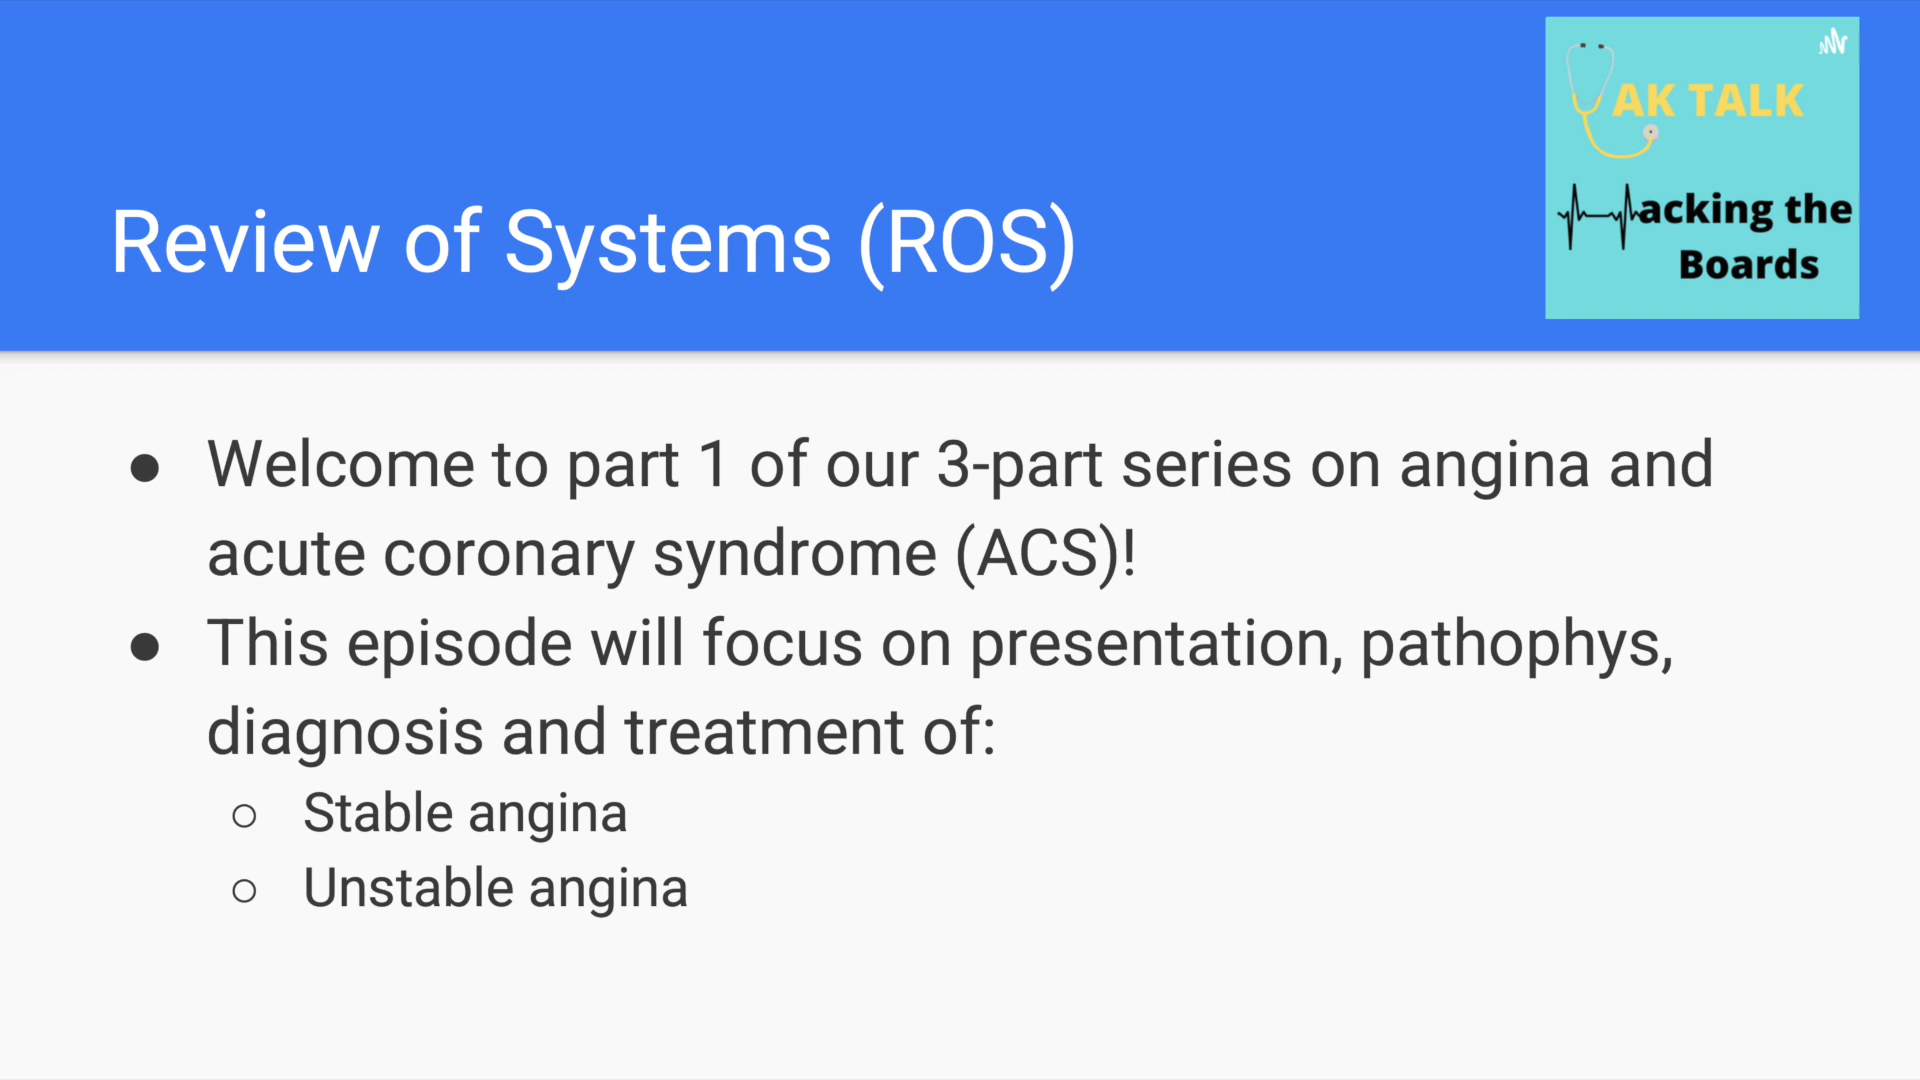 YAK TALK
Hacking the
Boards
Review of Systems (ROS)
● Welcome to part 1 of our 3-part series on angina and
acute coronary syndrome (ACS)!
● This episode will focus on presentation, pathophys,
diagnosis and treatment of:
○ Stable angina
○ Unstable angina